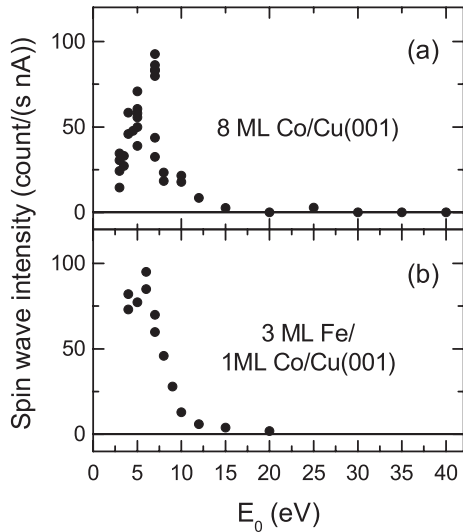 Spin wave intensity (count/(s nA))
100
50
0
(a)
8 ML Co/Cu(001)
100
50
0
(b)
3 ML Fe/
1ML Co/Cu(001)
0 5 10 15 20 25 30 35 40
E₀ (eV)